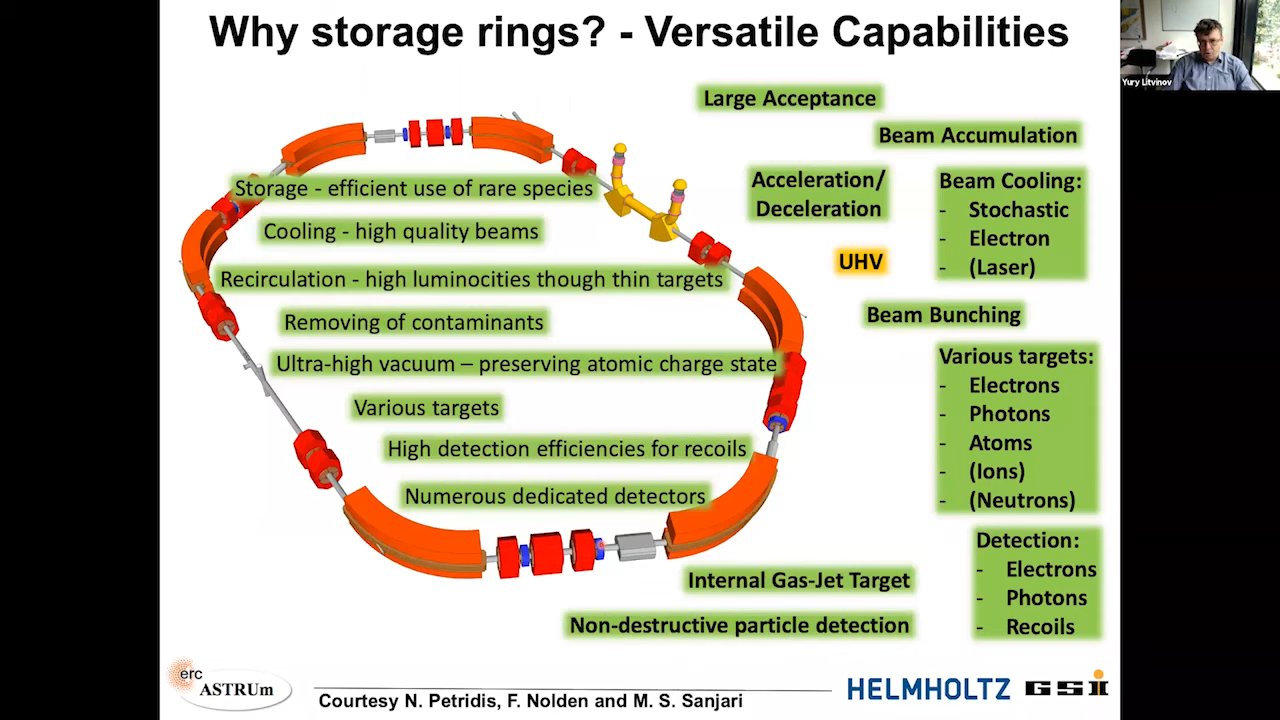 Why storage rings? - Versatile Capabilities
Yury Litvinov
Large Acceptance
Beam Accumulation
Storage - efficient use of rare species
Cooling - high quality beams
Recirculation - high luminocities though thin targets
Removing of contaminants
Ultra-high vacuum – preserving atomic charge state
Various targets
High detection efficiencies for recoils
Numerous dedicated detectors
Acceleration/
Deceleration
UHV
Beam Cooling:
- Stochastic
- Electron
- (Laser)
Beam Bunching
Various targets:
- Electrons
- Photons
- Atoms
- (Ions)
- (Neutrons)
Detection:
- Electrons
- Photons
- Recoils
Internal Gas-Jet Target
Non-destructive particle detection
erc
ASTRUm
Courtesy N. Petridis, F. Nolden and M. S. Sanjari
HELMHOLTZ
GSI